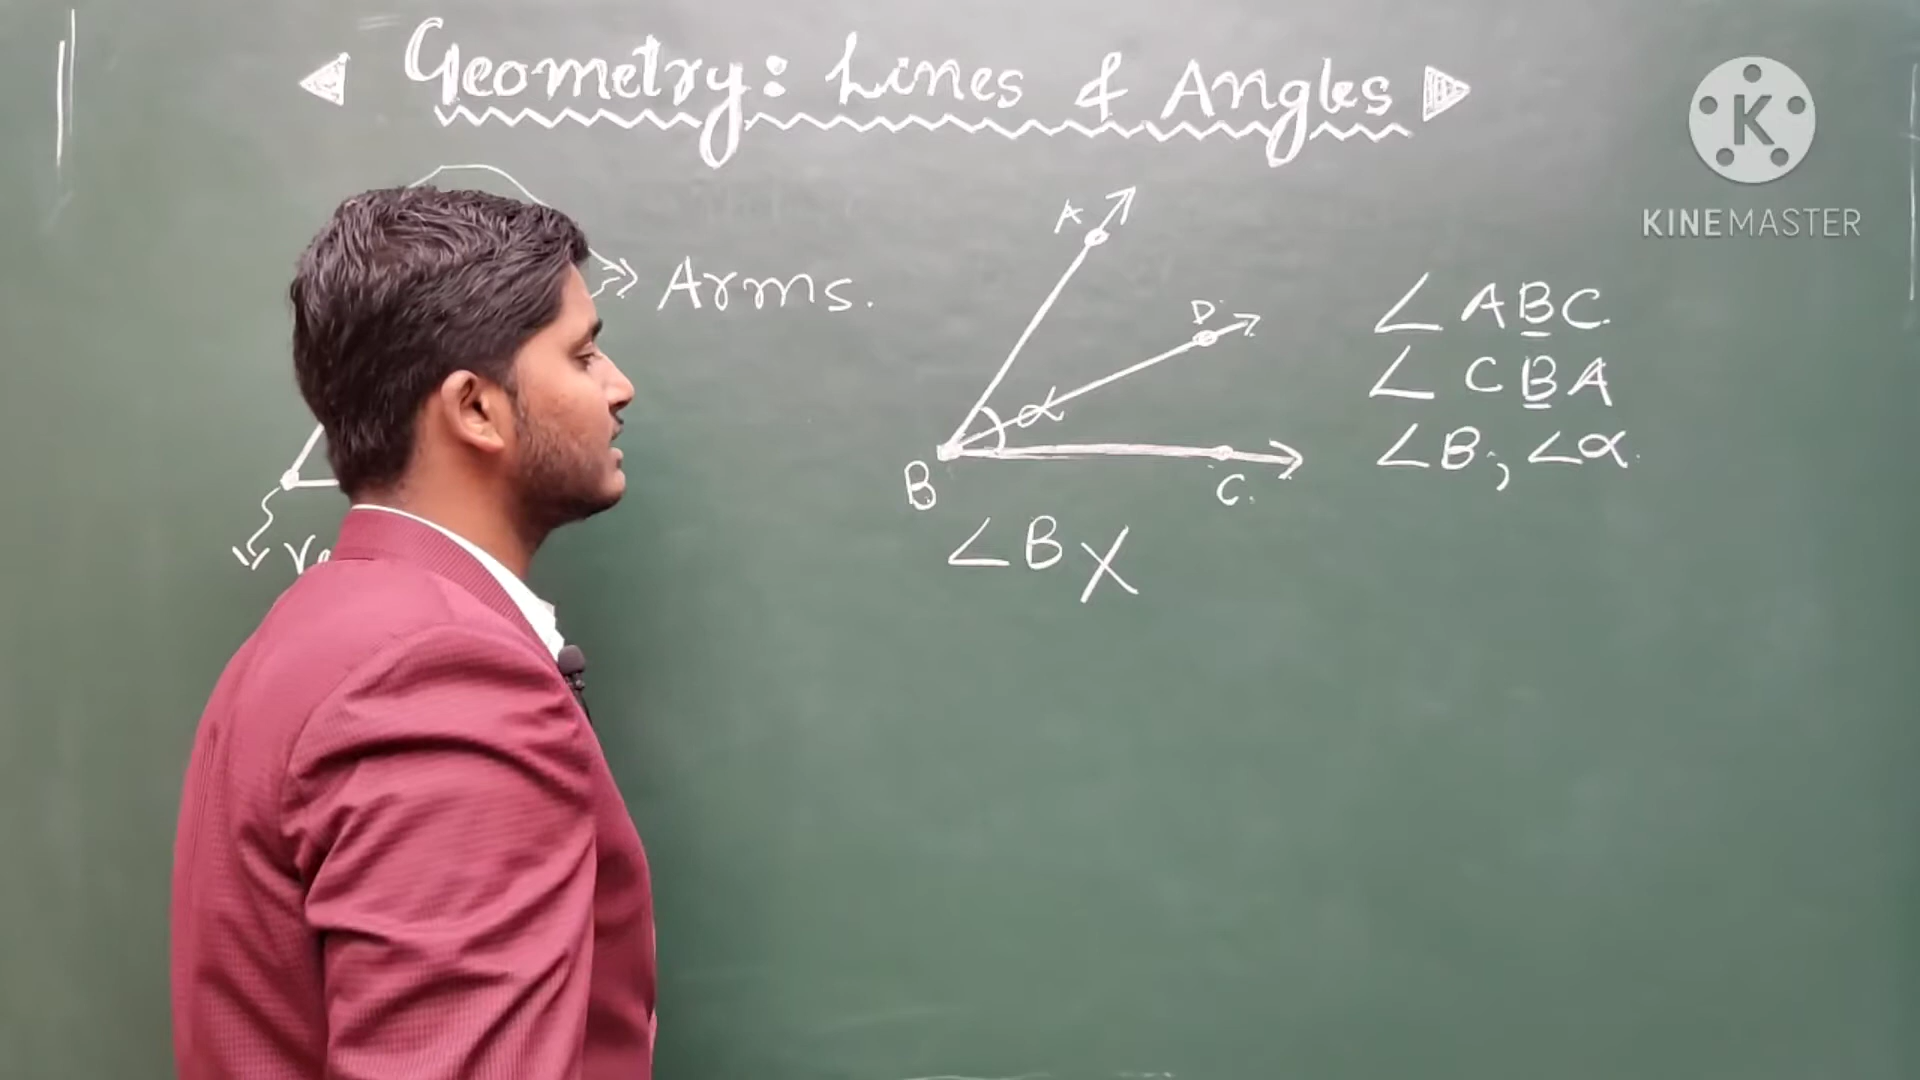 Geometry: Lines & Angles
K
KINEMASTER
Arms.
A
D
α
B
C.
∠ABC.
∠CBA
∠B, ∠α.
∠B X